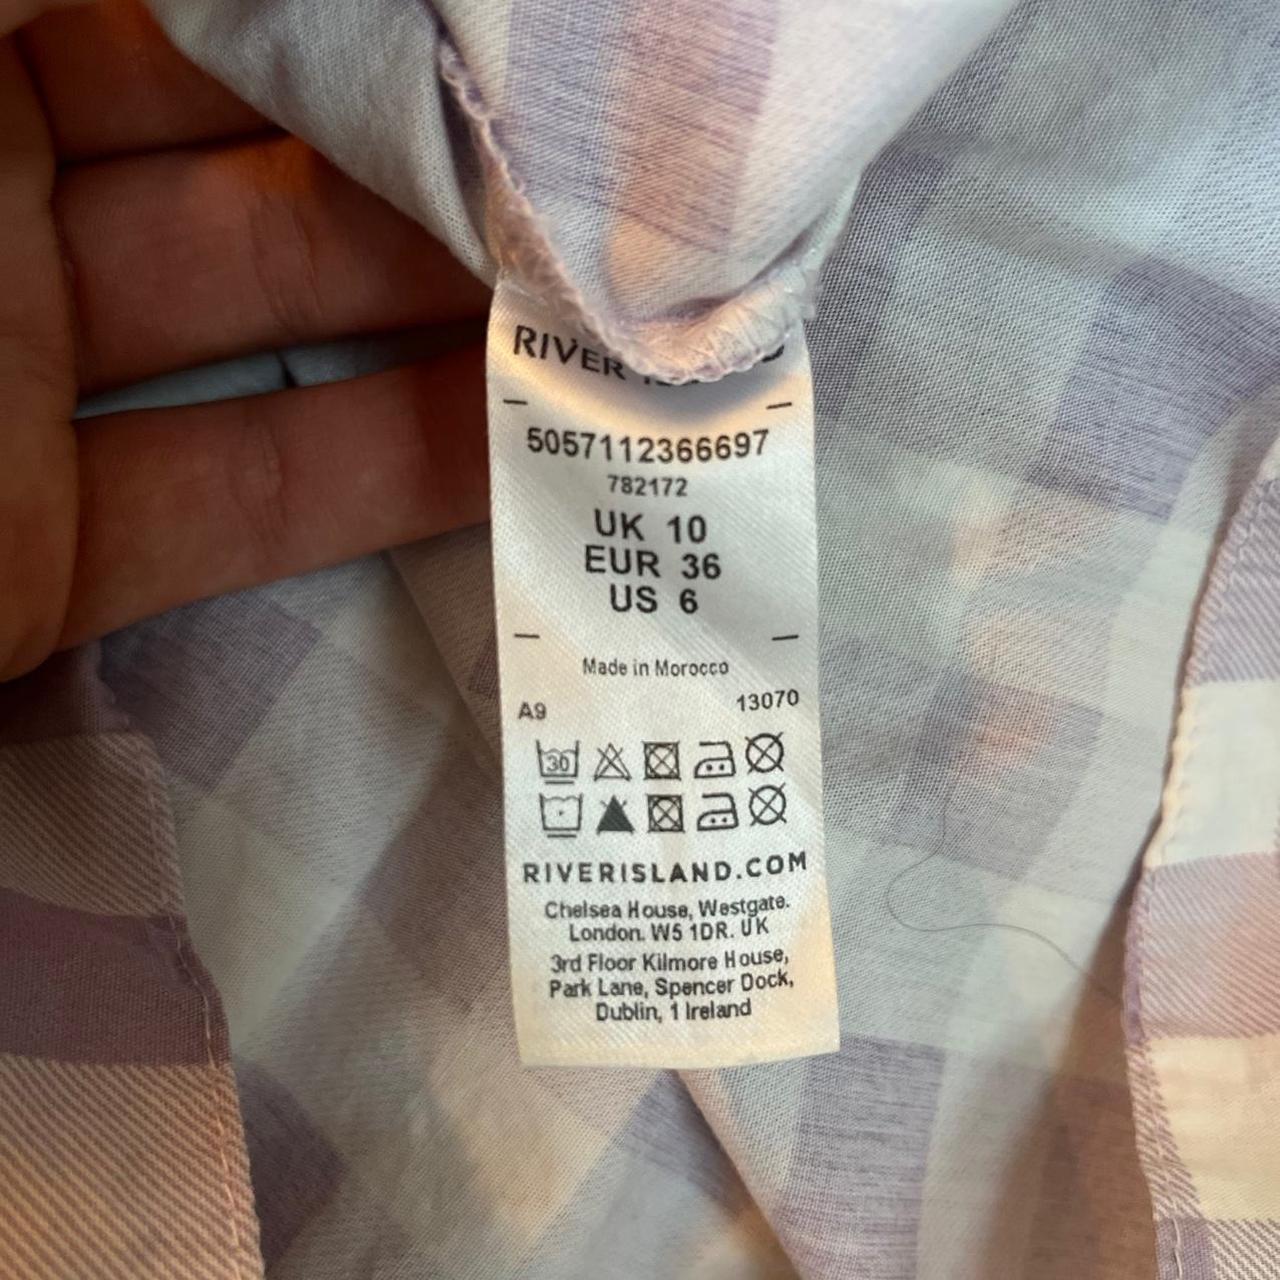 RIVER
5057112366697
782172
UK 10
EUR 36
US 6
Made in Morocco
A9 13070
30
RIVERISLAND.COM
Chelsea House, Westgate.
London. W5 1DR. UK
3rd Floor Kilmore House,
Park Lane, Spencer Dock,
Dublin, 1 Ireland